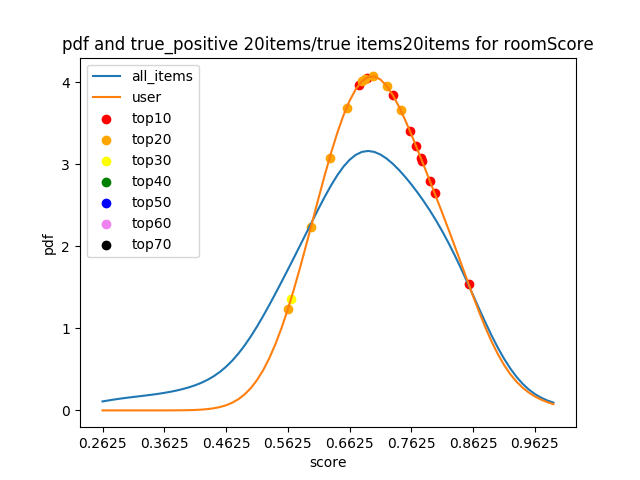 pdf and true_positive 20items/true items20items for roomScore
all_items
user
top10
top20
top30
top40
top50
top60
top70
pdf
4
3
2
1
0
0.2625 0.3625 0.4625 0.5625 0.6625 0.7625 0.8625 0.9625
score